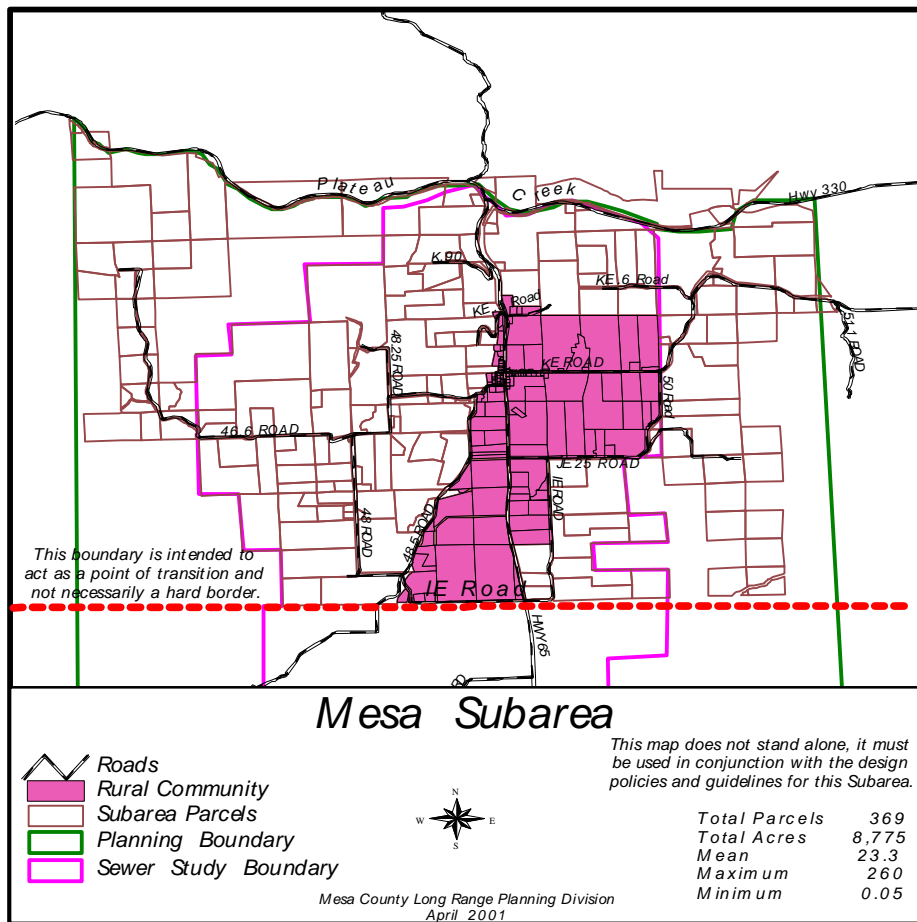 Plateau Creek
Hwy 330
K.90
KE.6 Road
KE. Road
51.1 ROAD
48.25 ROAD
KE ROAD
50 Road
46.6 ROAD
JE.25 ROAD
IE ROAD
48 ROAD
48.5 ROAD
This boundary is intended to
act as a point of transition and
not necessarily a hard border.
IE Road
HWY 65
Mesa Subarea
Roads
Rural Community
Subarea Parcels
Planning Boundary
Sewer Study Boundary
N
W E
S
This map does not stand alone, it must
be used in conjunction with the design
policies and guidelines for this Subarea.
Total Parcels 369
Total Acres 8,775
Mean 23.3
Maximum 260
Minimum 0.05
Mesa County Long Range Planning Division
April 2001